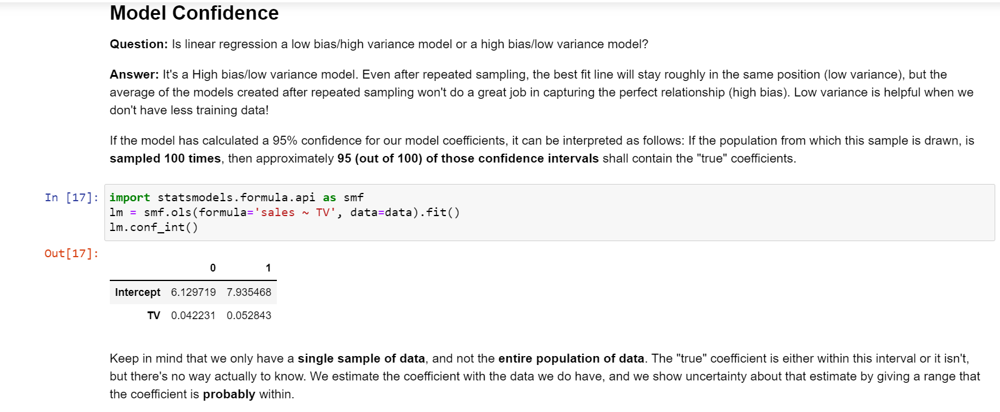 Model Confidence
Question: Is linear regression a low bias/high variance model or a high bias/low variance model?
Answer: It's a High bias/low variance model. Even after repeated sampling, the best fit line will stay roughly in the same position (low variance), but the
average of the models created after repeated sampling won't do a great job in capturing the perfect relationship (high bias). Low variance is helpful when we
don't have less training data!
If the model has calculated a 95% confidence for our model coefficients, it can be interpreted as follows: If the population from which this sample is drawn, is
sampled 100 times, then approximately 95 (out of 100) of those confidence intervals shall contain the "true" coefficients.
In [17]: import statsmodels.formula.api as smf
lm = smf.ols(formula='sales ~ TV', data=data).fit()
lm.conf_int()
Out[17]:
0 1
Intercept 6.129719 7.935468
TV 0.042231 0.052843
Keep in mind that we only have a single sample of data, and not the entire population of data. The "true" coefficient is either within this interval or it isn't,
but there's no way actually to know. We estimate the coefficient with the data we do have, and we show uncertainty about that estimate by giving a range that
the coefficient is probably within.